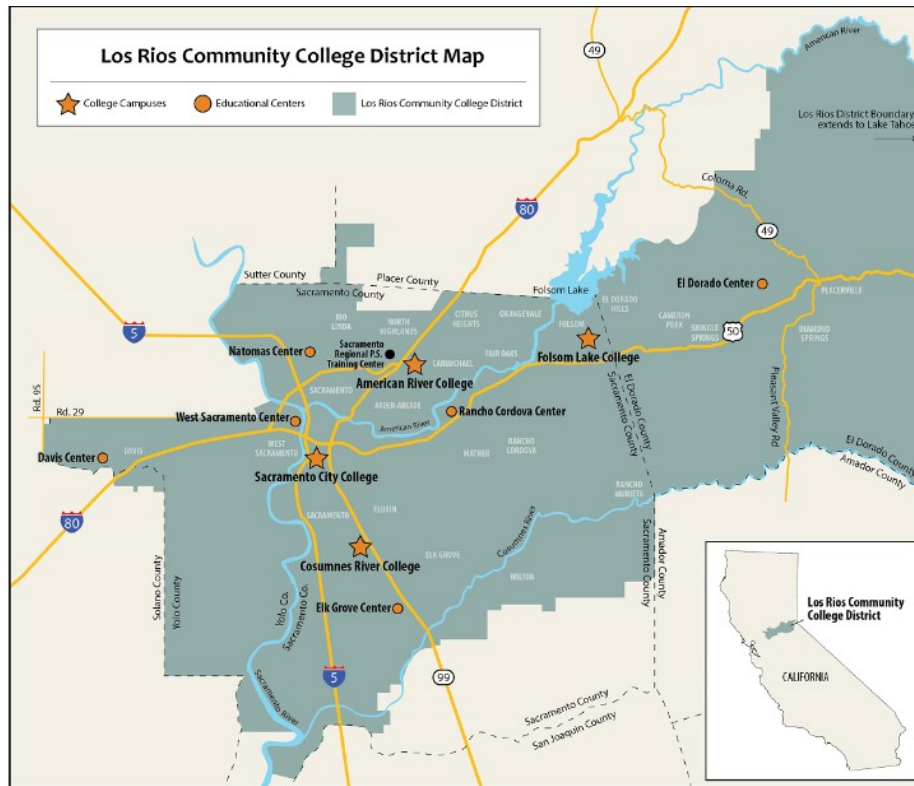 Los Rios Community College District Map
College Campuses
Educational Centers
Los Rios Community College District
49
American River
Los Rios District Boundary
extends to Lake Tahoe
Coloma Rd.
80
49
Sutter County
Placer County
Sacramento County
Folsom Lake
El Dorado Center
PLACERVILLE
EL DORADO
HILLS
CAMERON
PARK
SHINGLE
SPRINGS
50
DIAMOND
SPRINGS
RIO
LINDA
NORTH
HIGHLANDS
CITRUS
HEIGHTS
ORANGEVALE
FOLSOM
5
Natomas Center
Sacramento
Regional P.S.
Training Center
American River College
CARMICHAEL
FAIR OAKS
Folsom Lake College
El Dorado County
Sacramento County
Pleasants Valley Rd
Rd. 95
Rd. 29
SACRAMENTO
ARDEN-ARCADE
American River
Rancho Cordova Center
West Sacramento Center
Davis Center
DAVIS
WEST
SACRAMENTO
Sacramento City College
MATHER
RANCHO
CORDOVA
El Dorado County
Amador County
RANCHO
MURIETA
80
SACRAMENTO
FLORIN
Cosumnes River
Cosumnes River College
ELK GROVE
WILTON
Amador County
Sacramento County
Solano County
Yolo County
Yolo Co.
Sacramento Co.
Elk Grove Center
Sacramento River
5
99
Sacramento County
San Joaquin County
Los Rios Community
College District
CALIFORNIA